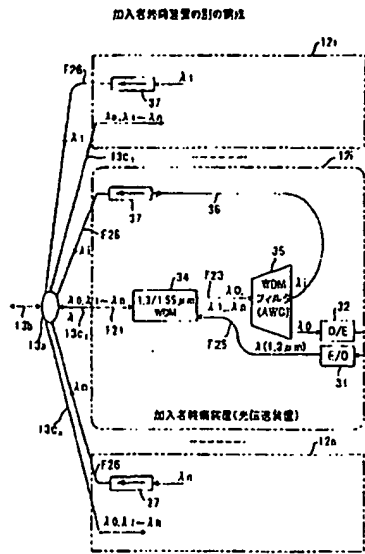 加入者終端装置の別の構成
12₁
F26
λ1
37
λ1
λ0,λ1~λn
13C₁
12i
37
36
F26
λi
35
34
1.3/1.55μm
WDM
F23
λ0,
λ1~λn
WDM
フィルタ
(AWG)
λi
32
λ0
O/E
λ0,λ1~λn
λ
13b
13a
13Cᵢ
F21
F25
λ(1.3μm)
E/O
31
λn
加入者終端装置(光伝送装置)
12n
13Cₙ
F26
λn
37
λ0,λ1~λn